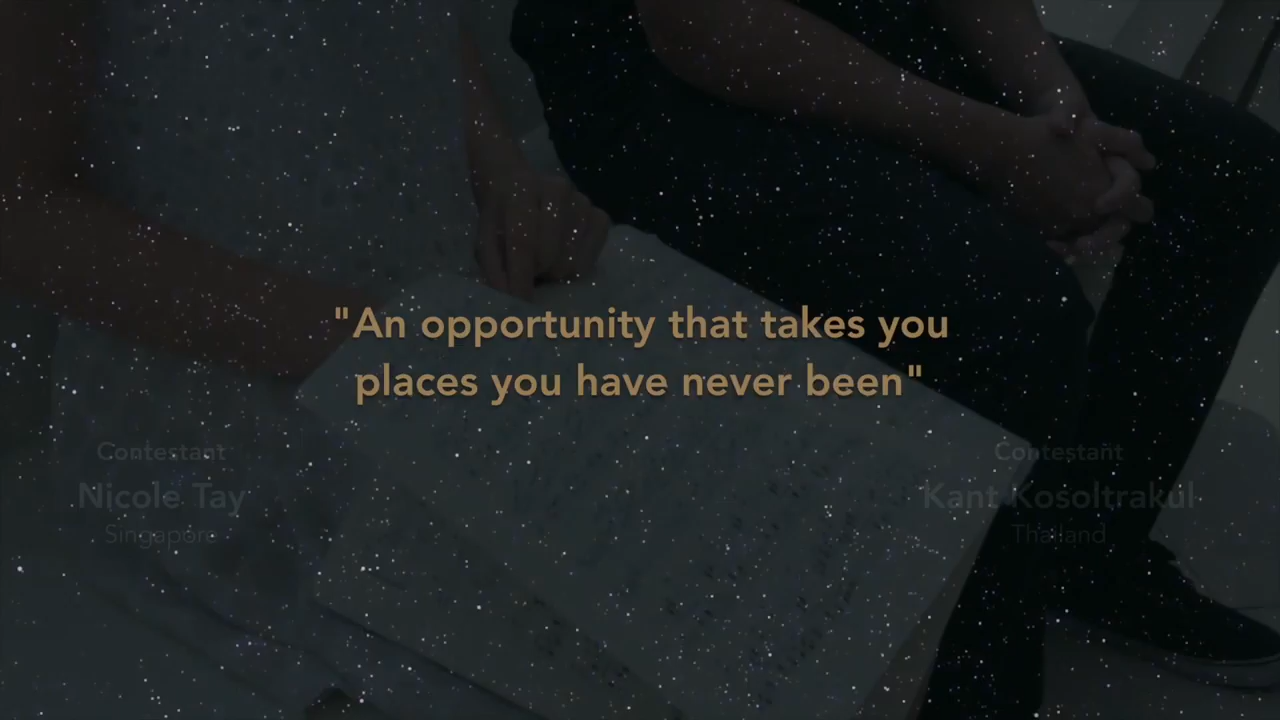 "An opportunity that takes you
places you have never been"
Contestant
Nicole Tay
Singapore
Contestant
Kant Kosoltrakul
Thailand